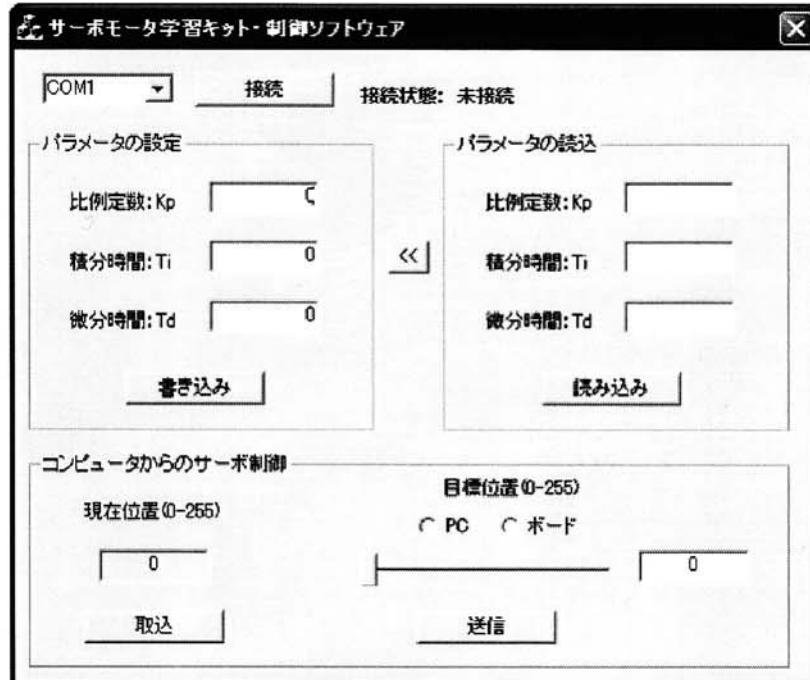 サーボモータ学習キット・制御ソフトウェア
COM1 接続 接続状態: 未接続
パラメータの設定
比例定数:Kp
積分時間:Ti 0
微分時間:Td 0
書き込み
<<
パラメータの読込
比例定数:Kp
積分時間:Ti
微分時間:Td
読み込み
コンピュータからのサーボ制御
現在位置(0-255)
0
取込
目標位置(0-255)
PC ボード
0
送信